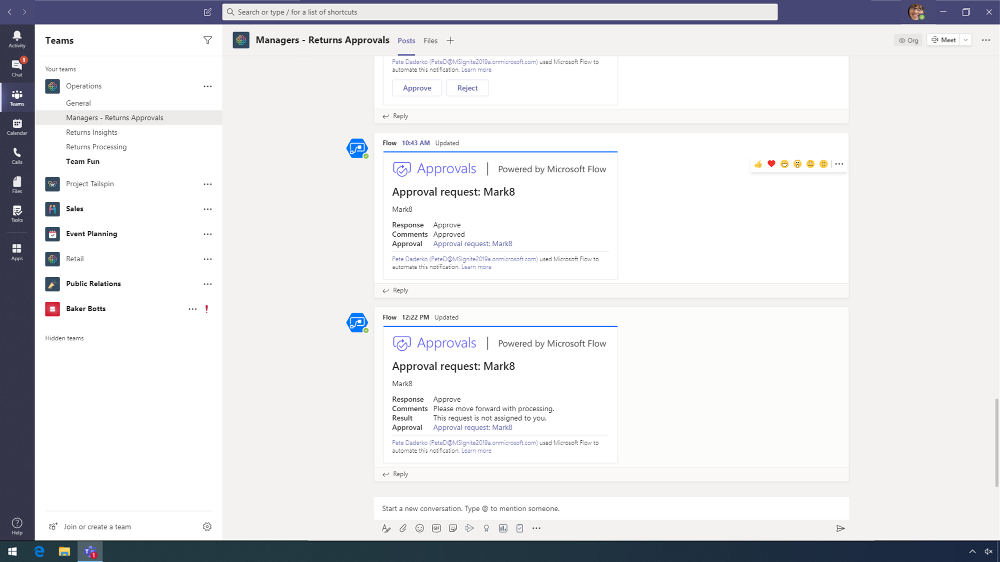 Search or type / for a list of shortcuts
Activity
1
Chat
Teams
Calendar
Calls
Files
Tasks
Apps
Help
Teams
Your teams
Operations
General
Managers - Returns Approvals
Returns Insights
Returns Processing
Team Fun
Project Tailspin
Sales
Event Planning
Retail
Public Relations
Baker Botts
Hidden teams
Join or create a team
Managers - Returns Approvals Posts Files
Org
Meet
Pete Daderko (PeteD@MSIgnite2019a.onmicrosoft.com) used Microsoft Flow to
automate this notification. Learn more
Approve Reject
Reply
Flow 10:43 AM Updated
Approvals | Powered by Microsoft Flow
Approval request: Mark8
Mark8
Response Approve
Comments Approved
Approval Approval request: Mark8
Pete Daderko (PeteD@MSIgnite2019a.onmicrosoft.com) used Microsoft Flow to
automate this notification. Learn more
Reply
Flow 12:22 PM Updated
Approvals | Powered by Microsoft Flow
Approval request: Mark8
Mark8
Response Approve
Comments Please move forward with processing.
Result This request is not assigned to you.
Approval Approval request: Mark8
Pete Daderko (PeteD@MSIgnite2019a.onmicrosoft.com) used Microsoft Flow to
automate this notification. Learn more
Reply
Start a new conversation. Type @ to mention someone.
GIF
T
1